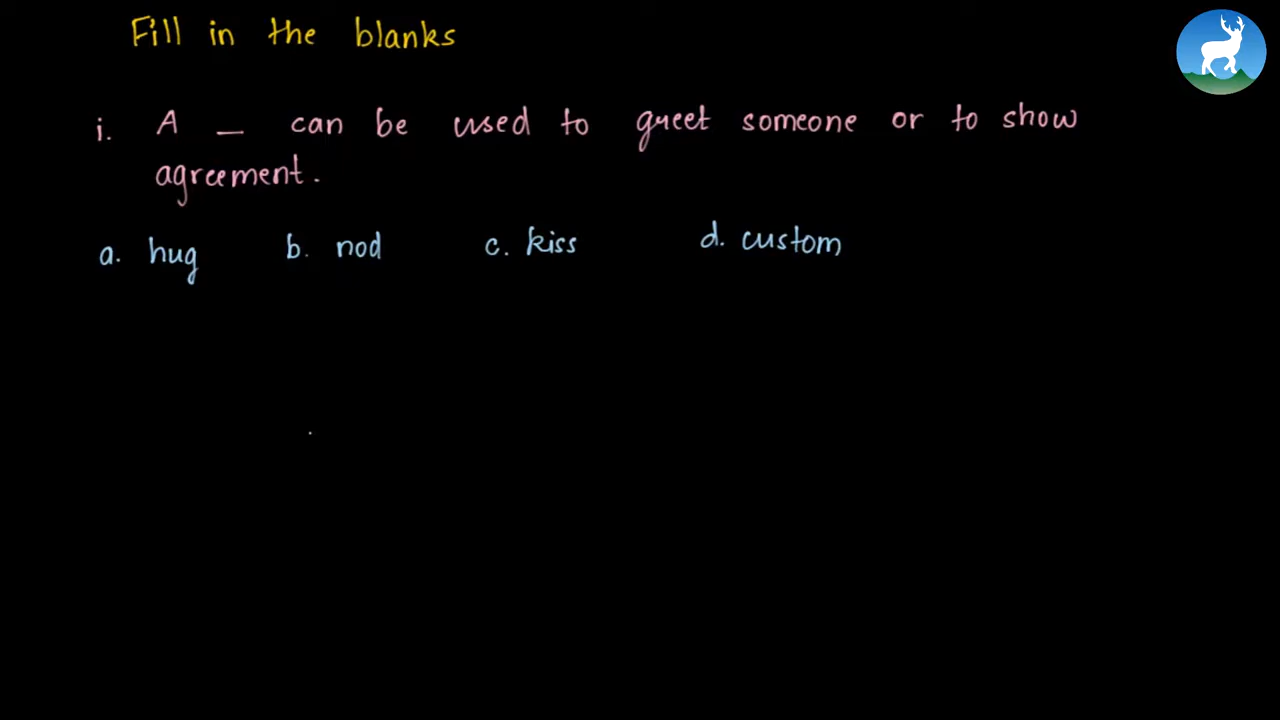 Fill in the blanks
i. A _ can be used to greet someone or to show
agreement.
a. hug b. nod c. kiss d. custom